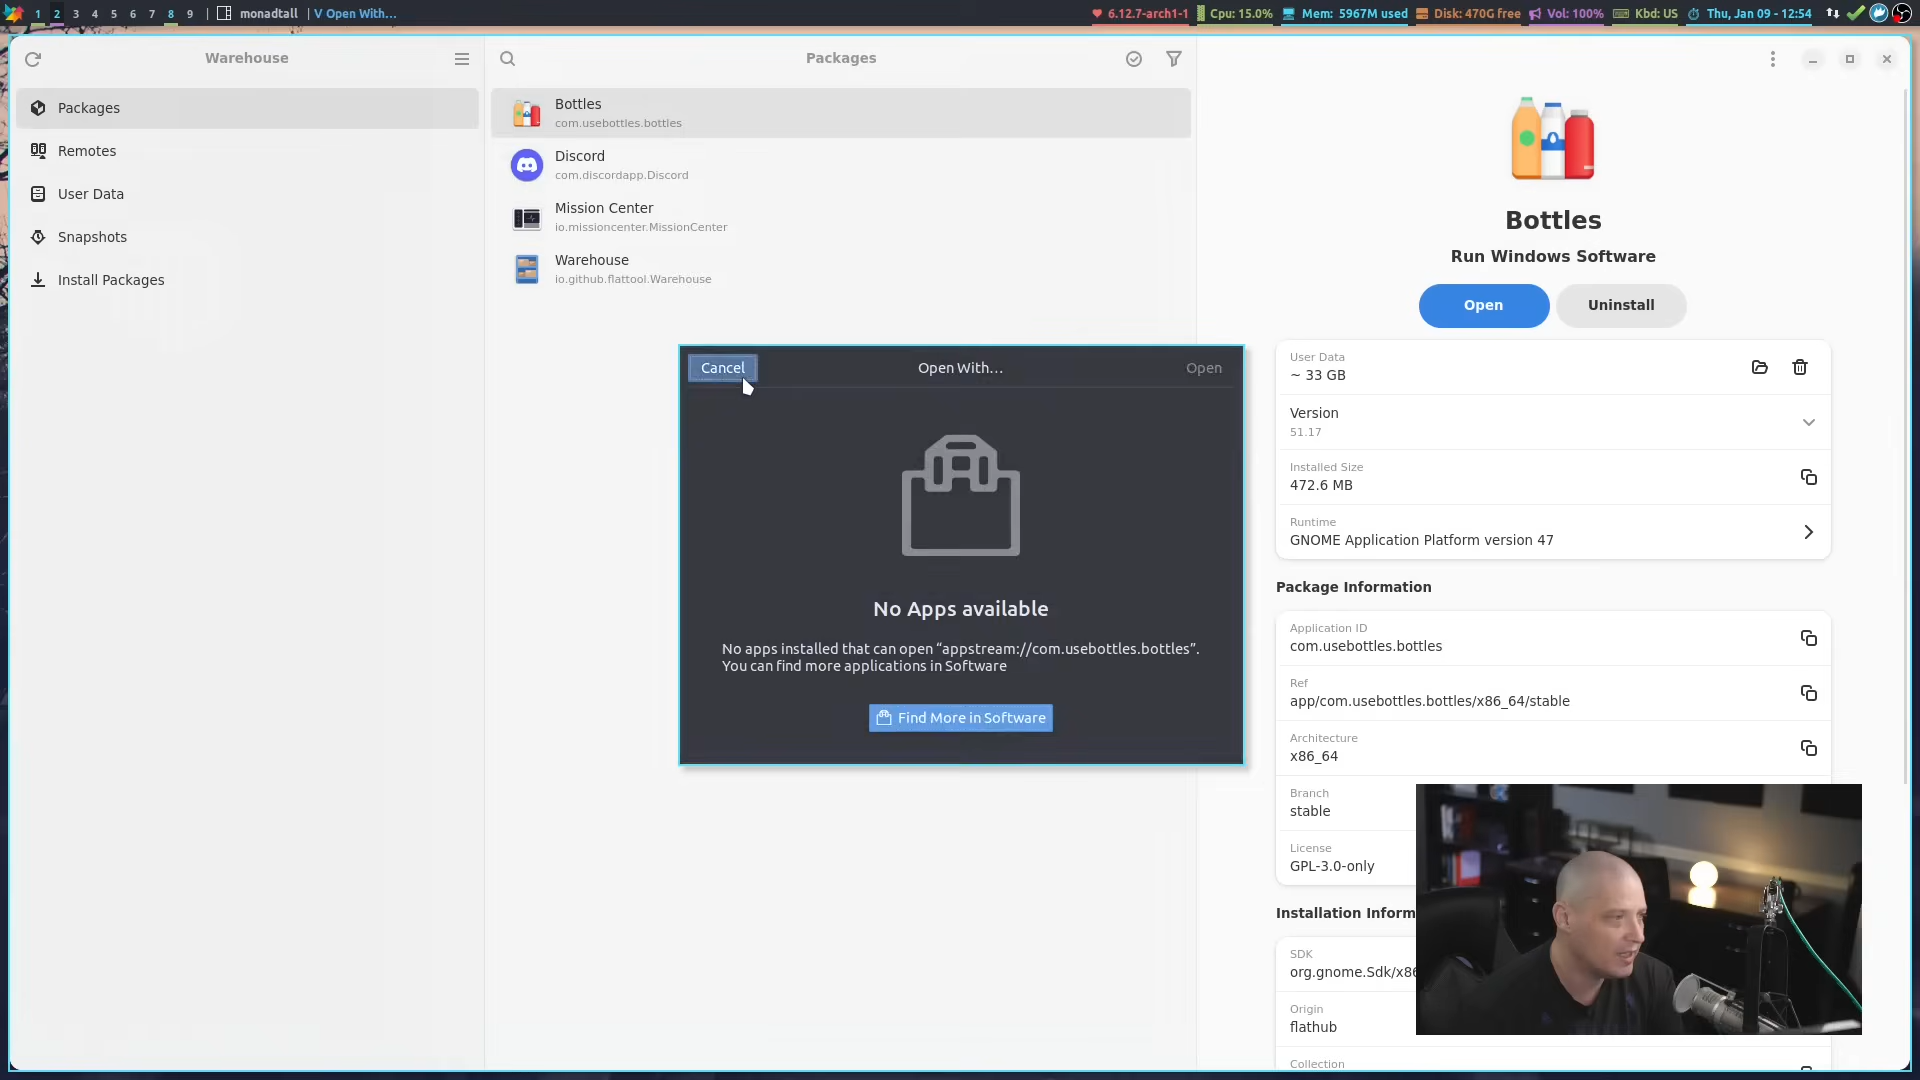 1 2 3 4 5 6 7 8 9 | monadtall | V Open With...
6.12.7-arch1-1 Cpu: 15.0% Mem: 5967M used Disk: 470G free Vol: 100% Kbd: US Thu, Jan 09 - 12:54
Warehouse
Packages
Remotes
User Data
Snapshots
Install Packages
Packages
Bottles
com.usebottles.bottles
Discord
com.discordapp.Discord
Mission Center
io.missioncenter.MissionCenter
Warehouse
io.github.flattool.Warehouse
Cancel
Open With...
Open
No Apps available
No apps installed that can open “appstream://com.usebottles.bottles”.
You can find more applications in Software
Find More in Software
Bottles
Run Windows Software
Open
Uninstall
User Data
~ 33 GB
Version
51.17
Installed Size
472.6 MB
Runtime
GNOME Application Platform version 47
Package Information
Application ID
com.usebottles.bottles
Ref
app/com.usebottles.bottles/x86_64/stable
Architecture
x86_64
Branch
stable
License
GPL-3.0-only
Installation Inform
SDK
org.gnome.Sdk/x86
Origin
flathub
Collection